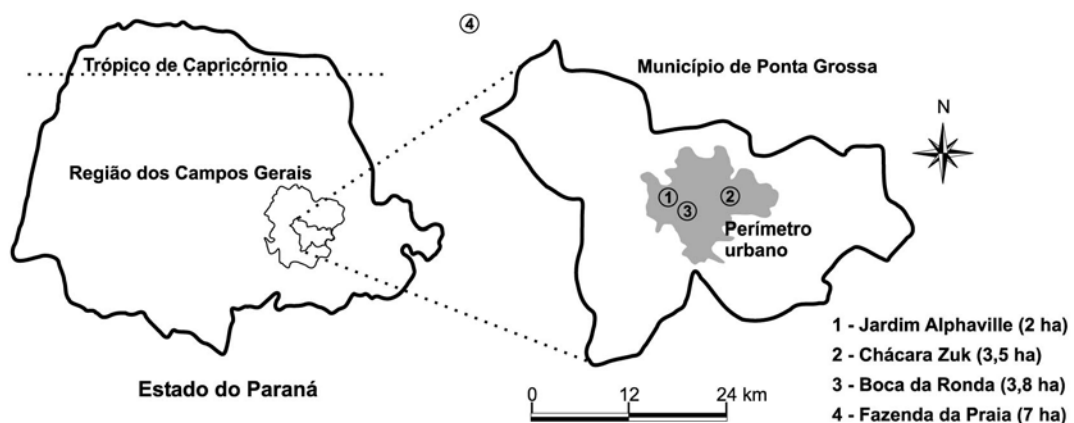 4
Trópico de Capricórnio
Município de Ponta Grossa
N
Região dos Campos Gerais
1
2
3
Perímetro
urbano
1 - Jardim Alphaville (2 ha)
2 - Chácara Zuk (3,5 ha)
3 - Boca da Ronda (3,8 ha)
4 - Fazenda da Praia (7 ha)
Estado do Paraná
0 12 24 km